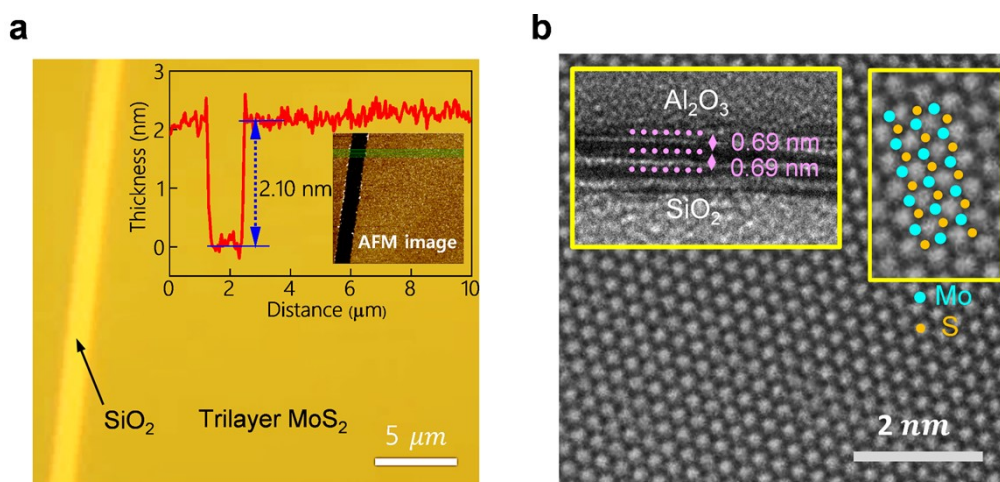 a
3
2
1
0
Thickness (nm)
2.10 nm
AFM image
0 2 4 6 8 10
Distance (μm)
SiO₂
Trilayer MoS₂
5 μm
b
Al₂O₃
0.69 nm
0.69 nm
SiO₂
Mo
S
2 nm